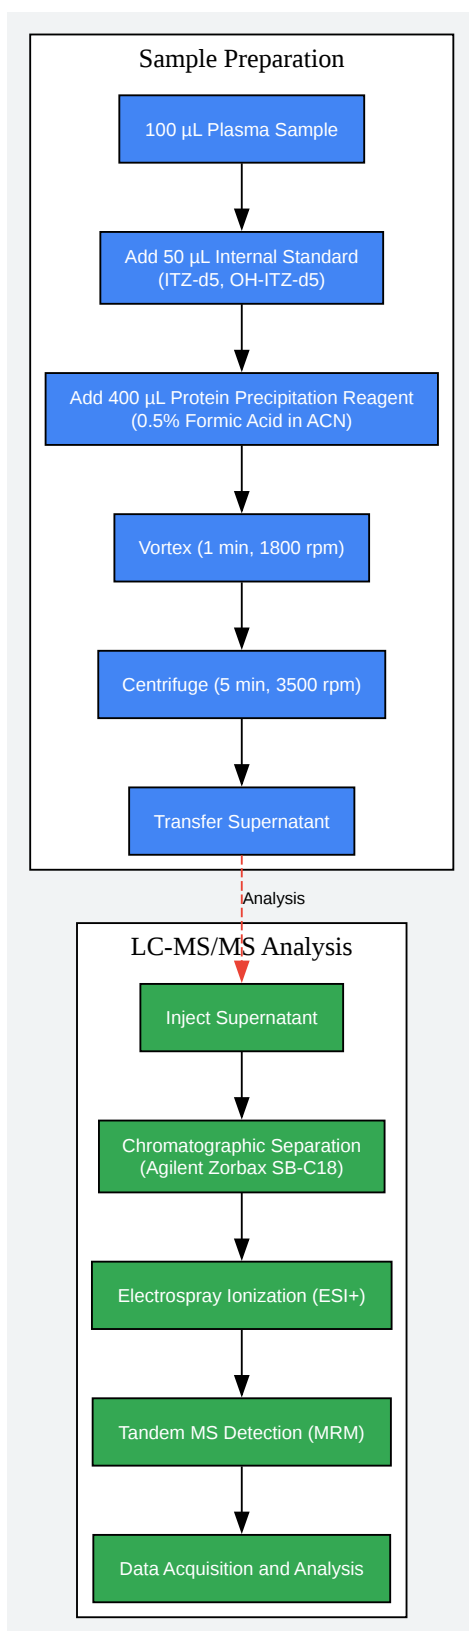 Sample Preparation
100 µL Plasma Sample
Add 50 µL Internal Standard
(ITZ-d5, OH-ITZ-d5)
Add 400 µL Protein Precipitation Reagent
(0.5% Formic Acid in ACN)
Vortex (1 min, 1800 rpm)
Centrifuge (5 min, 3500 rpm)
Transfer Supernatant
Analysis
LC-MS/MS Analysis
Inject Supernatant
Chromatographic Separation
(Agilent Zorbax SB-C18)
Electrospray Ionization (ESI+)
Tandem MS Detection (MRM)
Data Acquisition and Analysis